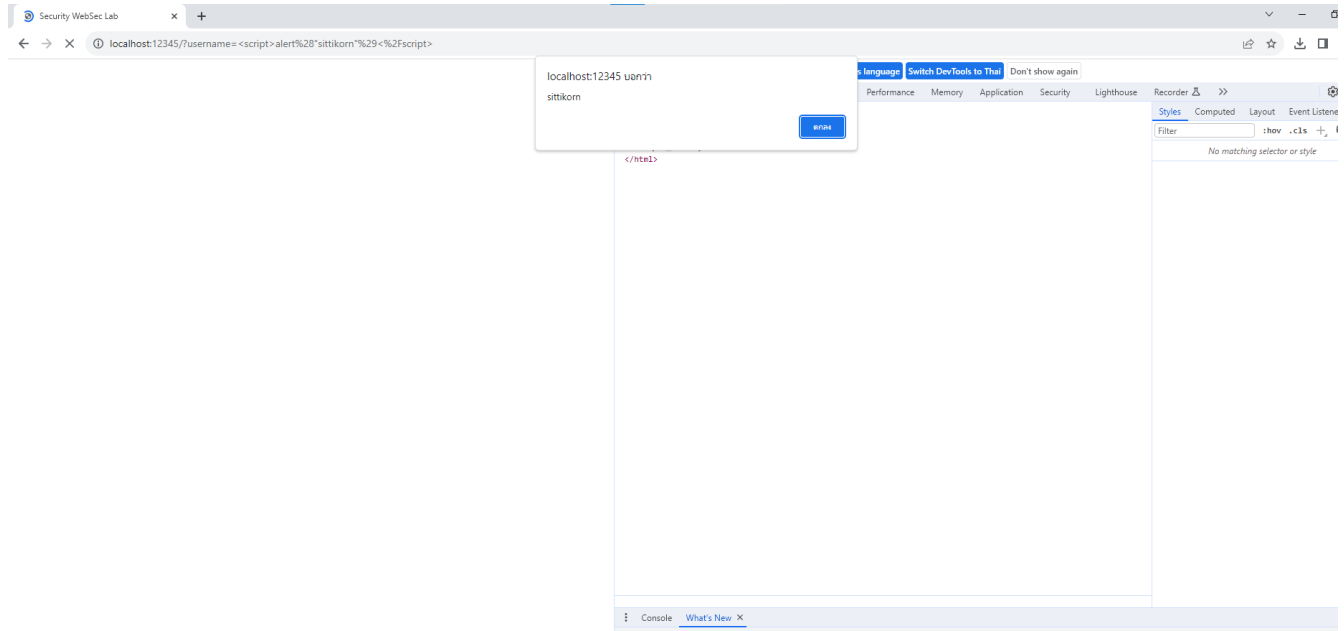 Security WebSec Lab
localhost:12345/?username=<script>alert%28"sittikorn"%29<%2Fscript>
localhost:12345 บอกว่า
sittikorn
ตกลง
s language Switch DevTools to Thai Don't show again
Performance Memory Application Security Lighthouse Recorder
Styles Computed Layout Event Listene
Filter :hov .cls
No matching selector or style
</html>
Console What's New